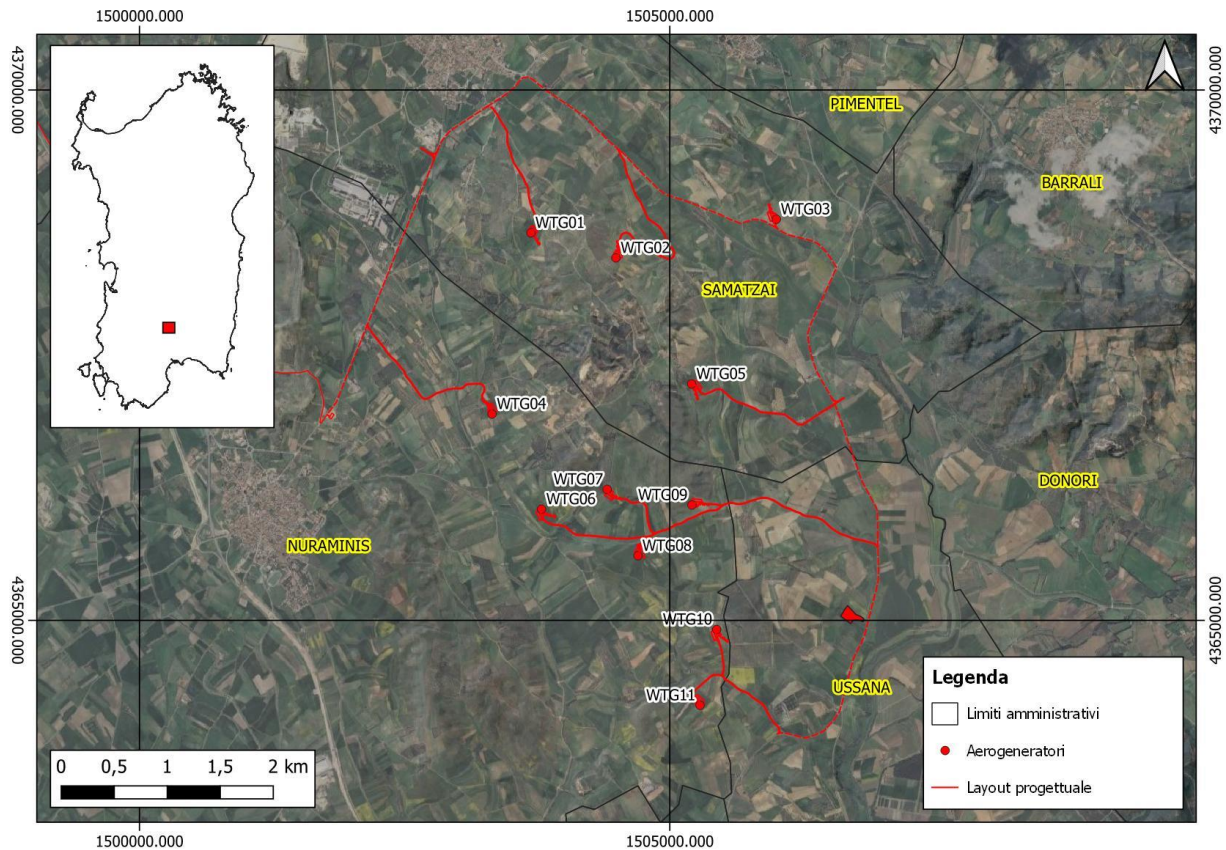 1500000.000
1505000.000
4370000.000
4370000.000
PIMENTEL
BARRALI
WTG03
WTG01
WTG02
SAMATZAI
WTG05
WTG04
WTG07
WTG06
WTG09
DONORI
NURAMINIS
WTG08
WTG10
4365000.000
4365000.000
WTG11
USSANA
Legenda
Limiti amministrativi
Aerogeneratori
Layout progettuale
0 0,5 1 1,5 2 km
1500000.000
1505000.000